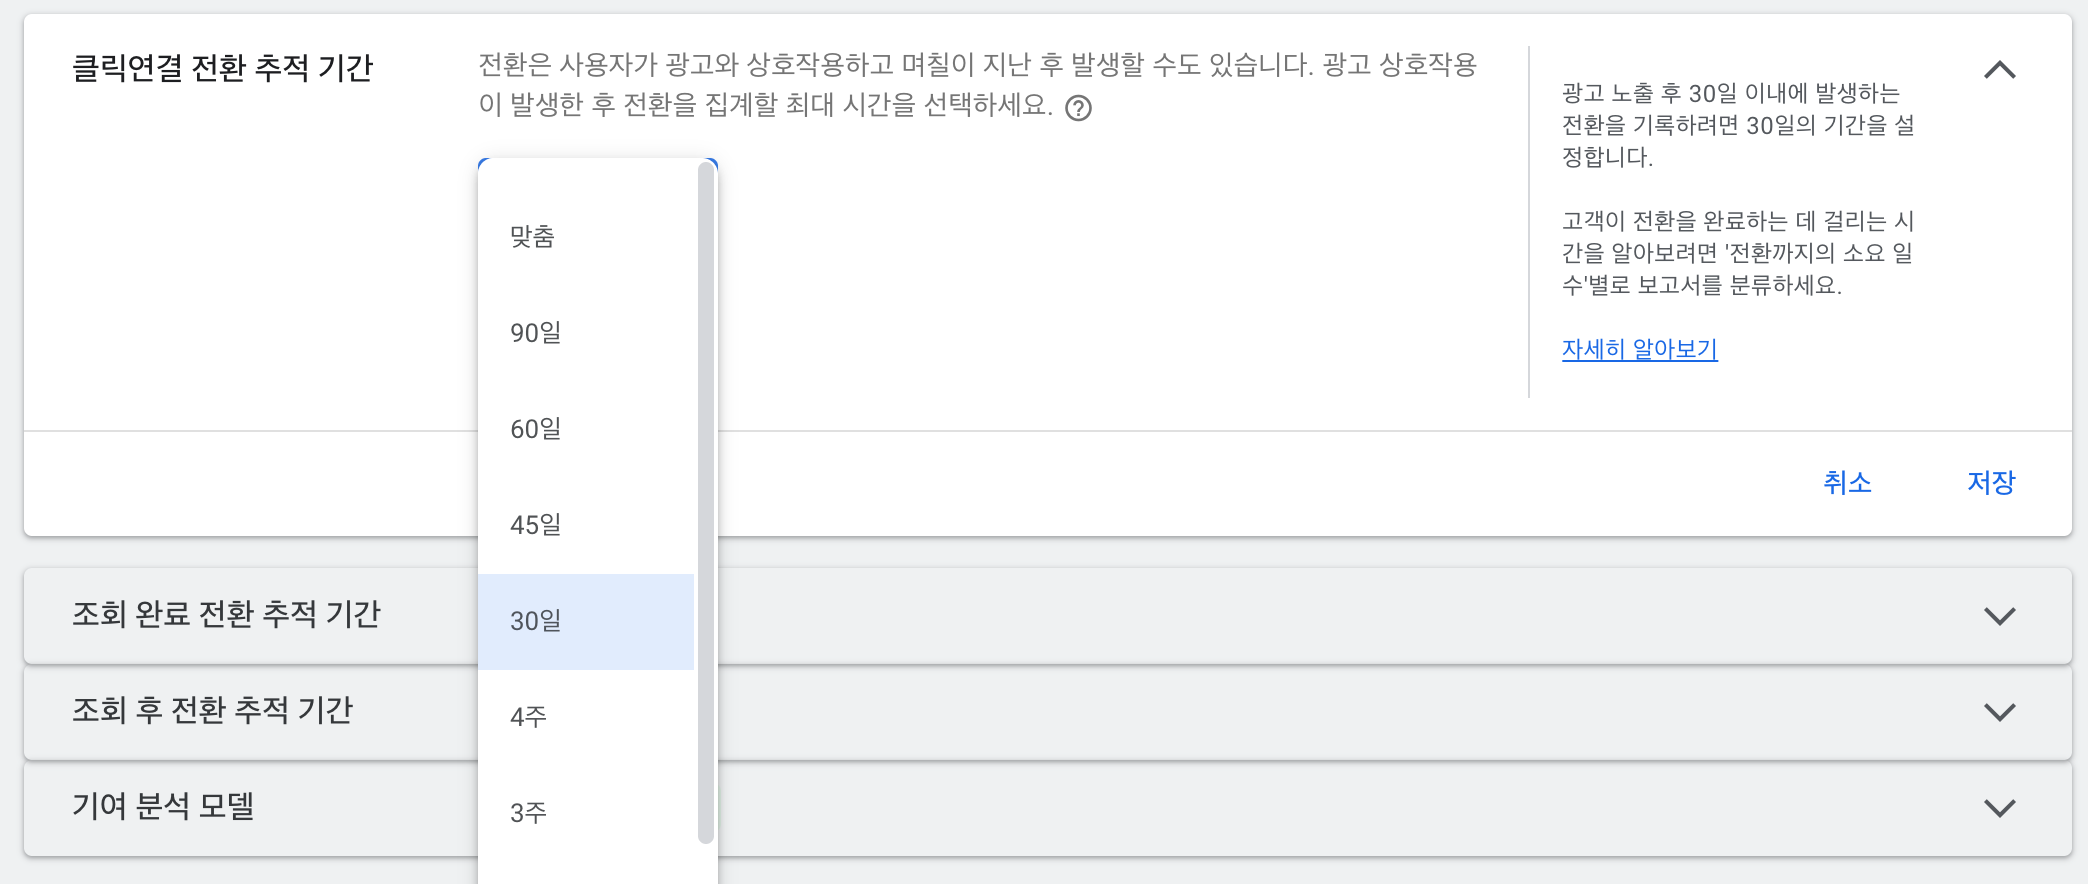 클릭연결 전환 추적 기간
전환은 사용자가 광고와 상호작용하고 며칠이 지난 후 발생할 수도 있습니다. 광고 상호작용
이 발생한 후 전환을 집계할 최대 시간을 선택하세요.
맞춤
90일
60일
45일
30일
4주
3주
광고 노출 후 30일 이내에 발생하는
전환을 기록하려면 30일의 기간을 설
정합니다.
고객이 전환을 완료하는 데 걸리는 시
간을 알아보려면 '전환까지의 소요 일
수'별로 보고서를 분류하세요.
자세히 알아보기
취소
저장
조회 완료 전환 추적 기간
조회 후 전환 추적 기간
기여 분석 모델